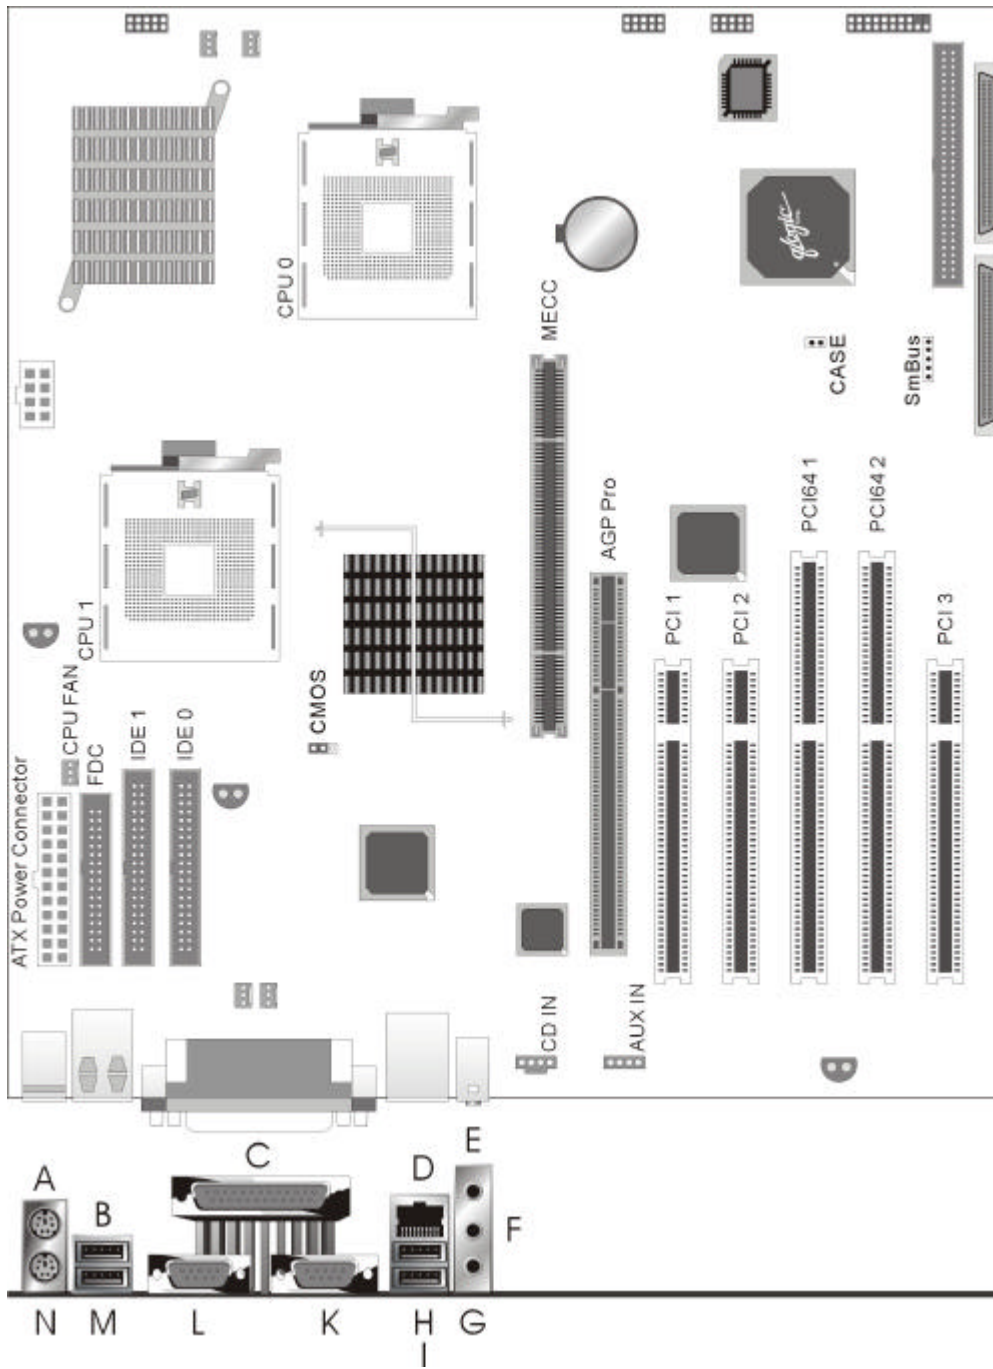 CPU 0
qlogic
MECC
CASE
SmBus
CPU 1
AGP Pro
PCI64 1
PCI64 2
PCI 1
PCI 2
PCI 3
CMOS
CPU FAN
FDC
IDE 1
IDE 0
ATX Power Connector
CD IN
AUX IN
A
B
C
D
E
F
N
M
L
K
H
G
I